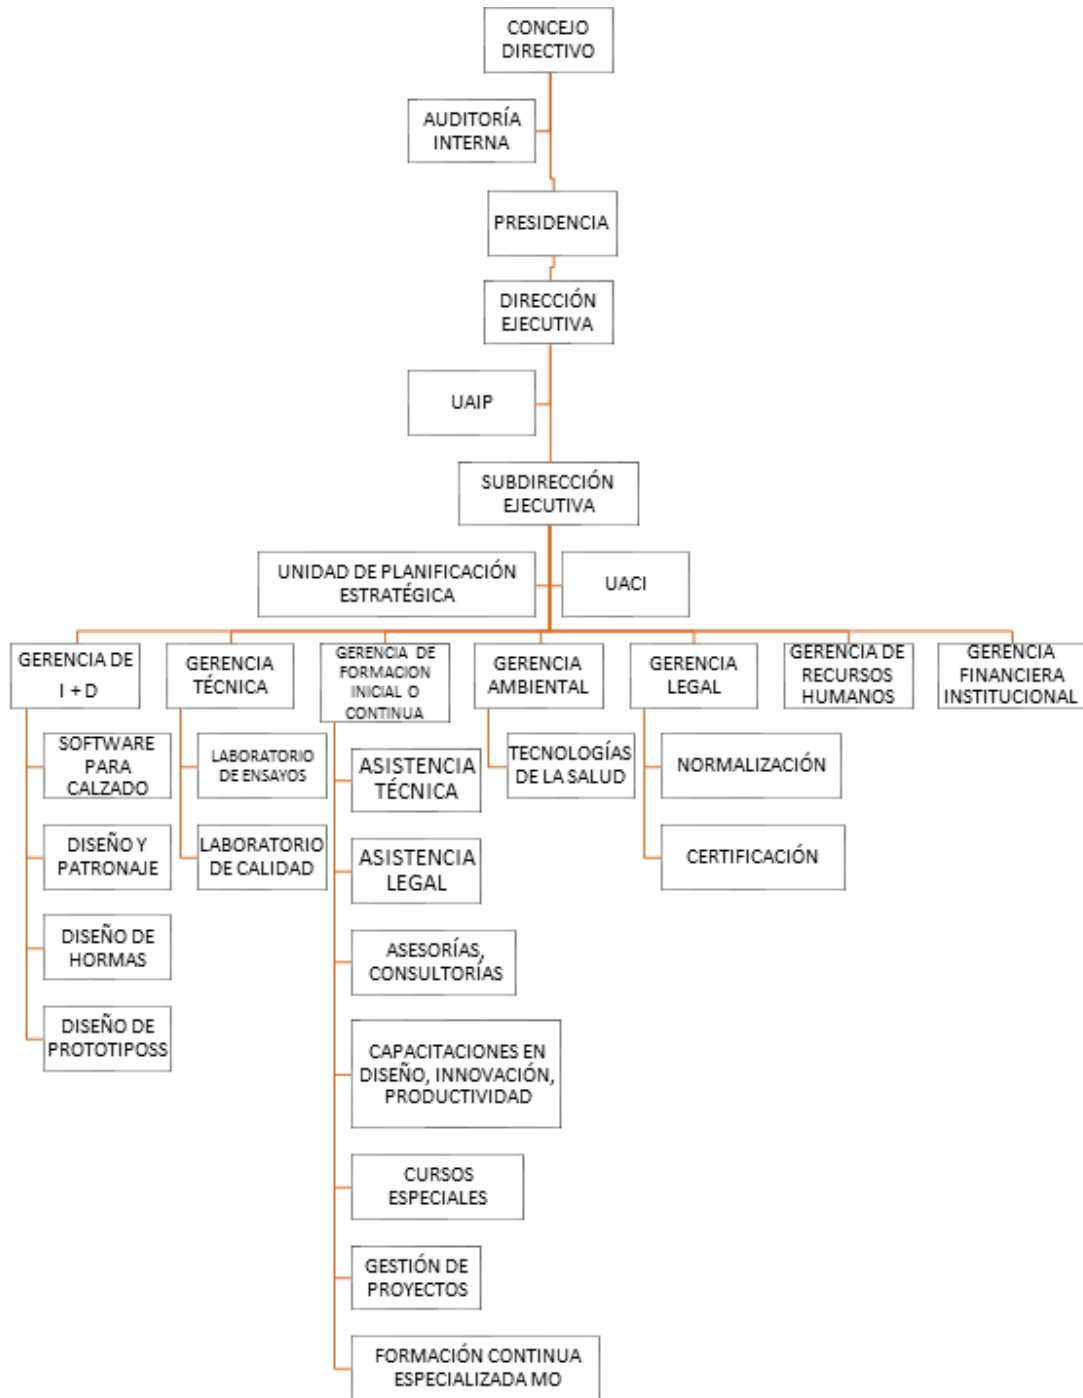 CONCEJO
DIRECTIVO
AUDITORÍA
INTERNA
PRESIDENCIA
DIRECCIÓN
EJECUTIVA
UAIP
SUBDIRECCIÓN
EJECUTIVA
UNIDAD DE PLANIFICACIÓN
ESTRATÉGICA
UACI
GERENCIA DE
I + D
GERENCIA
TÉCNICA
GERENCIA DE
FORMACION
INICIAL O
CONTINUA
GERENCIA
AMBIENTAL
GERENCIA
LEGAL
GERENCIA DE
RECURSOS
HUMANOS
GERENCIA
FINANCIERA
INSTITUCIONAL
SOFTWARE
PARA
CALZADO
DISEÑO Y
PATRONAJE
DISEÑO DE
HORMAS
DISEÑO DE
PROTOTIPOSS
LABORATORIO
DE ENSAYOS
LABORATORIO
DE CALIDAD
ASISTENCIA
TÉCNICA
ASISTENCIA
LEGAL
ASESORÍAS,
CONSULTORÍAS
CAPACITACIONES EN
DISEÑO, INNOVACIÓN,
PRODUCTIVIDAD
CURSOS
ESPECIALES
GESTIÓN DE
PROYECTOS
FORMACIÓN CONTINUA
ESPECIALIZADA MO
TECNOLOGÍAS
DE LA SALUD
NORMALIZACIÓN
CERTIFICACIÓN